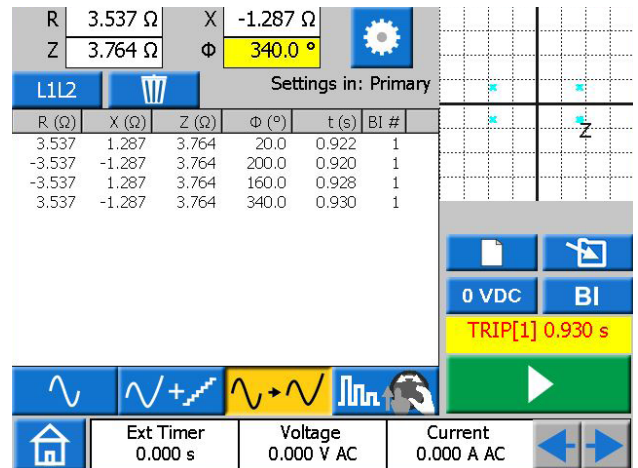 R 3.537 Ω X -1.287 Ω
Z 3.764 Ω Φ 340.0 °
L1L2 Settings in: Primary
R (Ω) X (Ω) Z (Ω) Φ (°) t (s) BI #
3.537 1.287 3.764 20.0 0.922 1
-3.537 -1.287 3.764 200.0 0.920 1
-3.537 1.287 3.764 160.0 0.928 1
3.537 -1.287 3.764 340.0 0.930 1
Z
0 VDC BI
TRIP[1] 0.930 s
Ext Timer Voltage Current
0.000 s 0.000 V AC 0.000 A AC